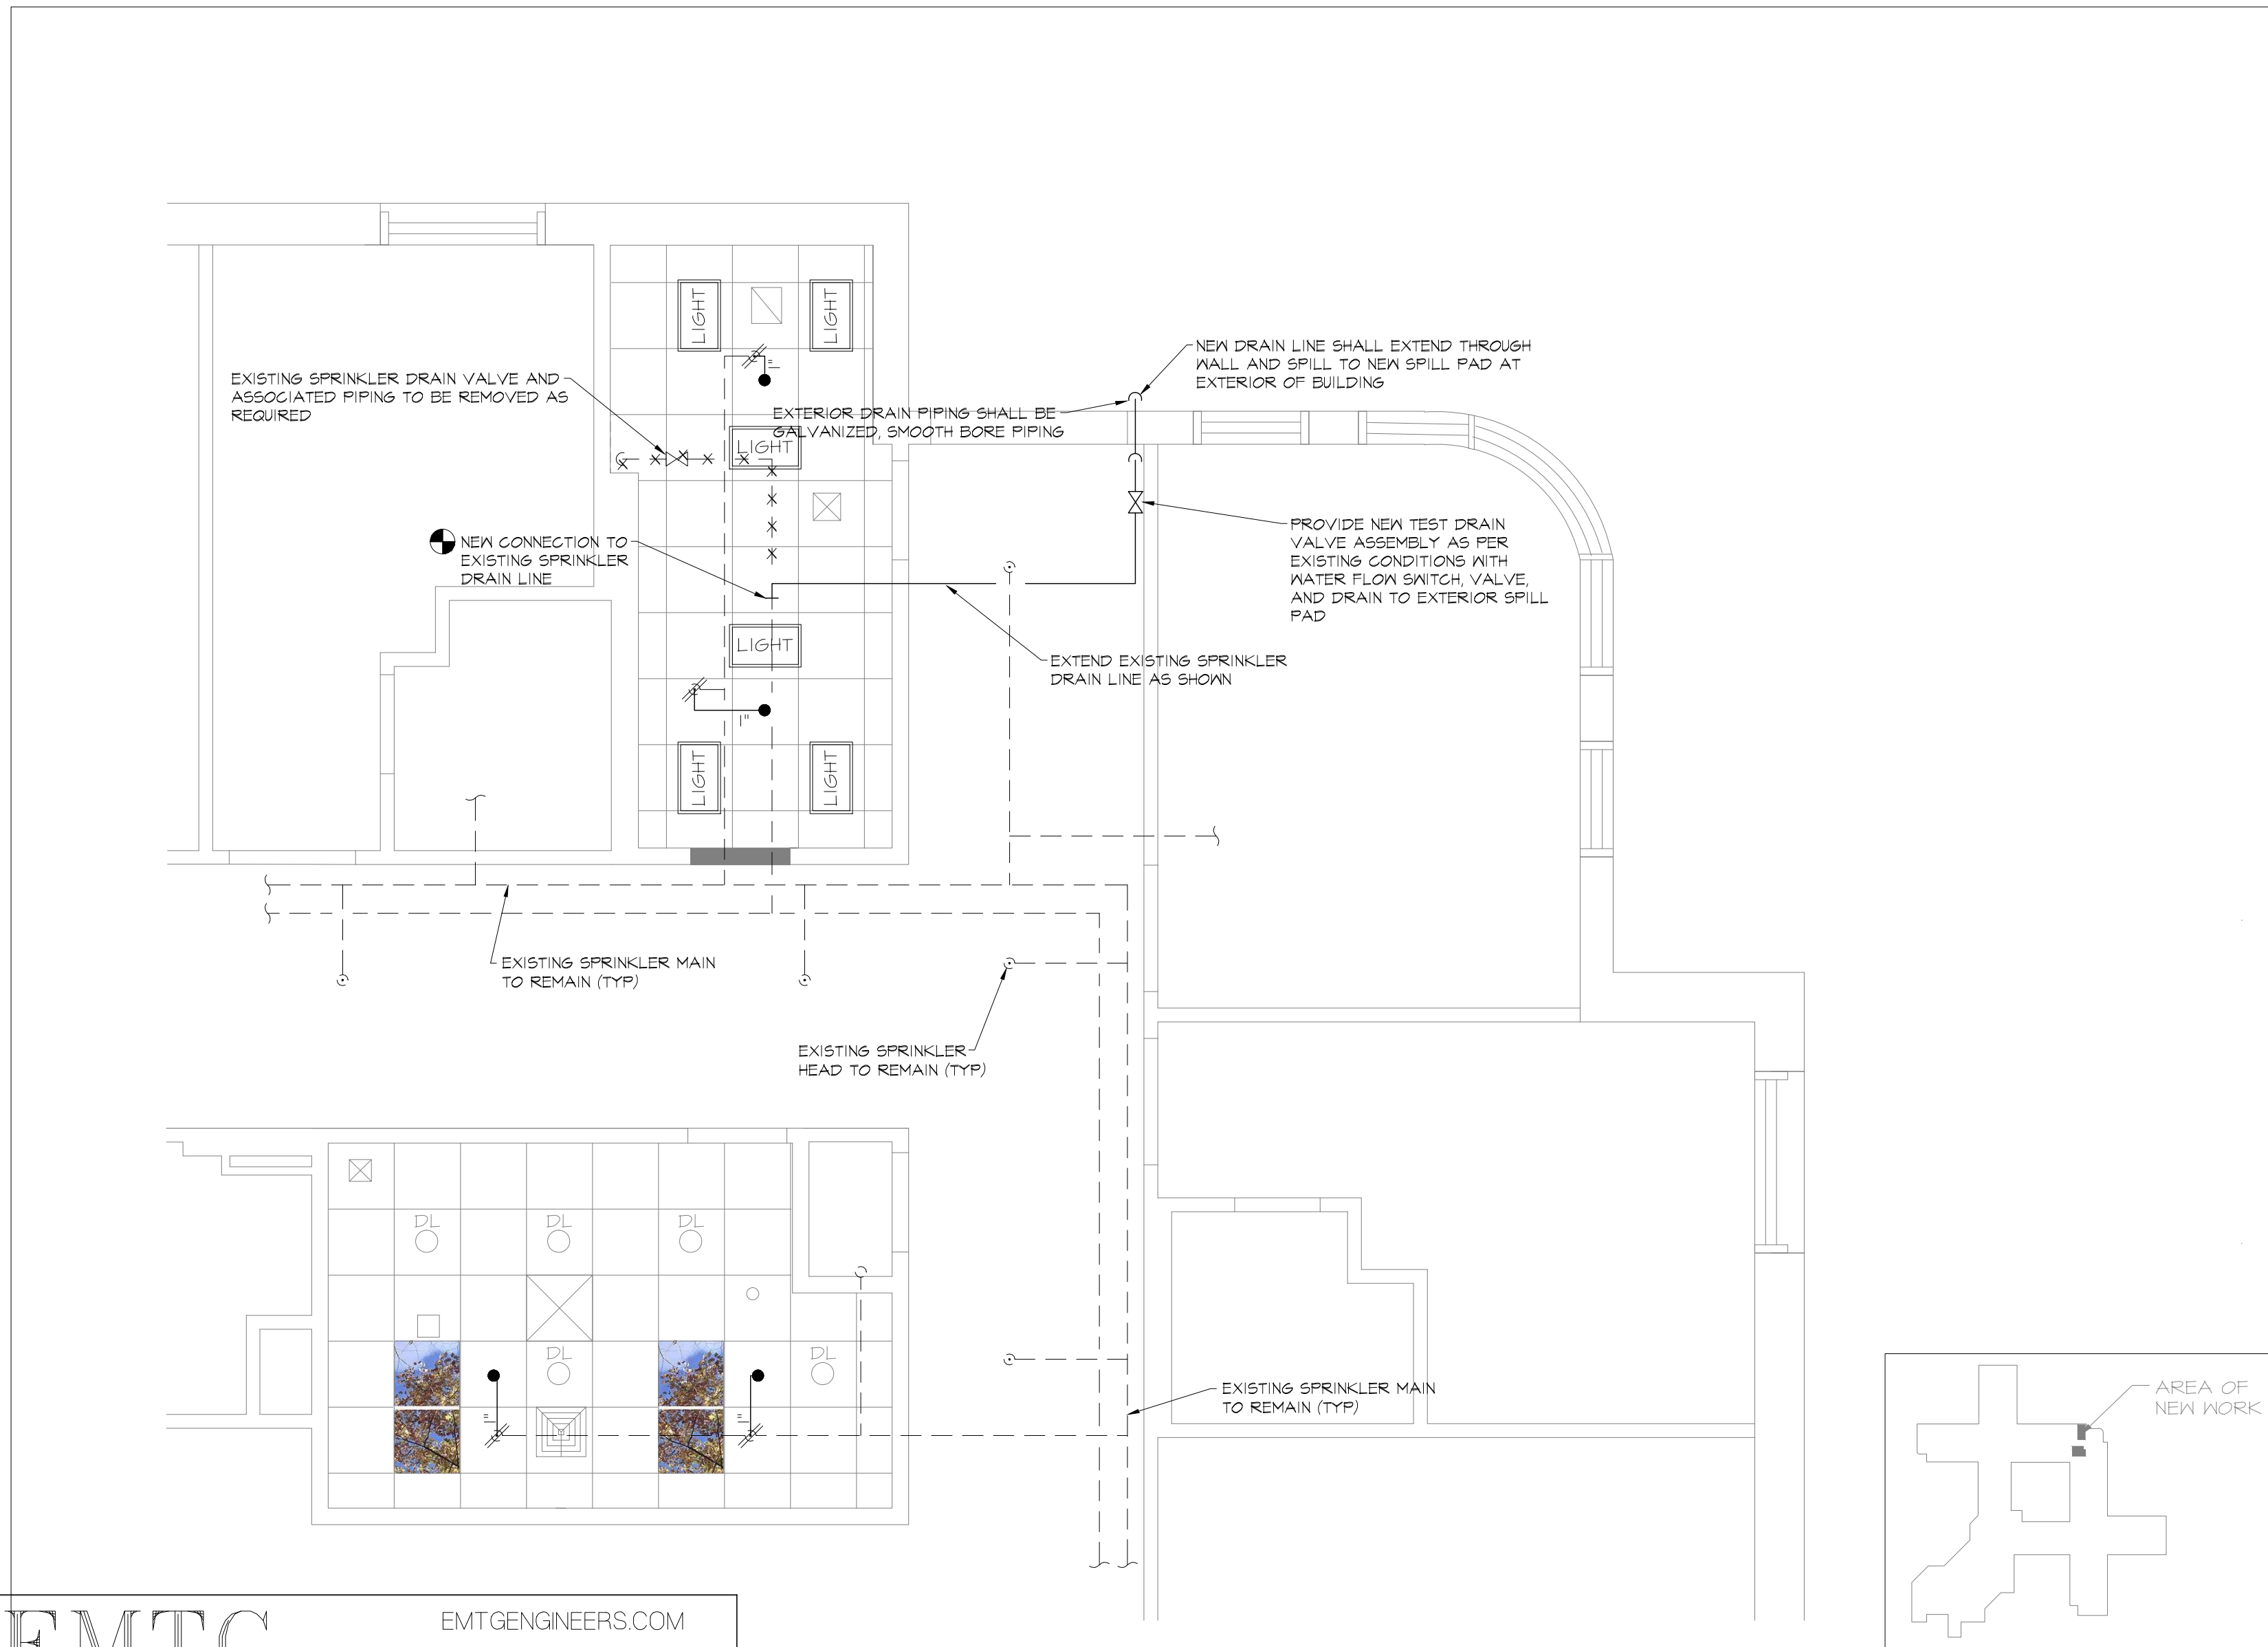 LIGHT
LIGHT
NEW DRAIN LINE SHALL EXTEND THROUGH
WALL AND SPILL TO NEW SPILL PAD AT
EXTERIOR OF BUILDING
EXISTING SPRINKLER DRAIN VALVE AND
ASSOCIATED PIPING TO BE REMOVED AS
REQUIRED
1"
EXTERIOR DRAIN PIPING SHALL BE
GALVANIZED, SMOOTH BORE PIPING
LIGHT
PROVIDE NEW TEST DRAIN
VALVE ASSEMBLY AS PER
EXISTING CONDITIONS WITH
WATER FLOW SWITCH, VALVE,
AND DRAIN TO EXTERIOR SPILL
PAD
NEW CONNECTION TO
EXISTING SPRINKLER
DRAIN LINE
LIGHT
EXTEND EXISTING SPRINKLER
DRAIN LINE AS SHOWN
1"
LIGHT
LIGHT
EXISTING SPRINKLER MAIN
TO REMAIN (TYP)
EXISTING SPRINKLER
HEAD TO REMAIN (TYP)
DL
DL
DL
DL
DL
1"
1"
EXISTING SPRINKLER MAIN
TO REMAIN (TYP)
AREA OF
NEW WORK
EMTG
EMTGENGINEERS.COM